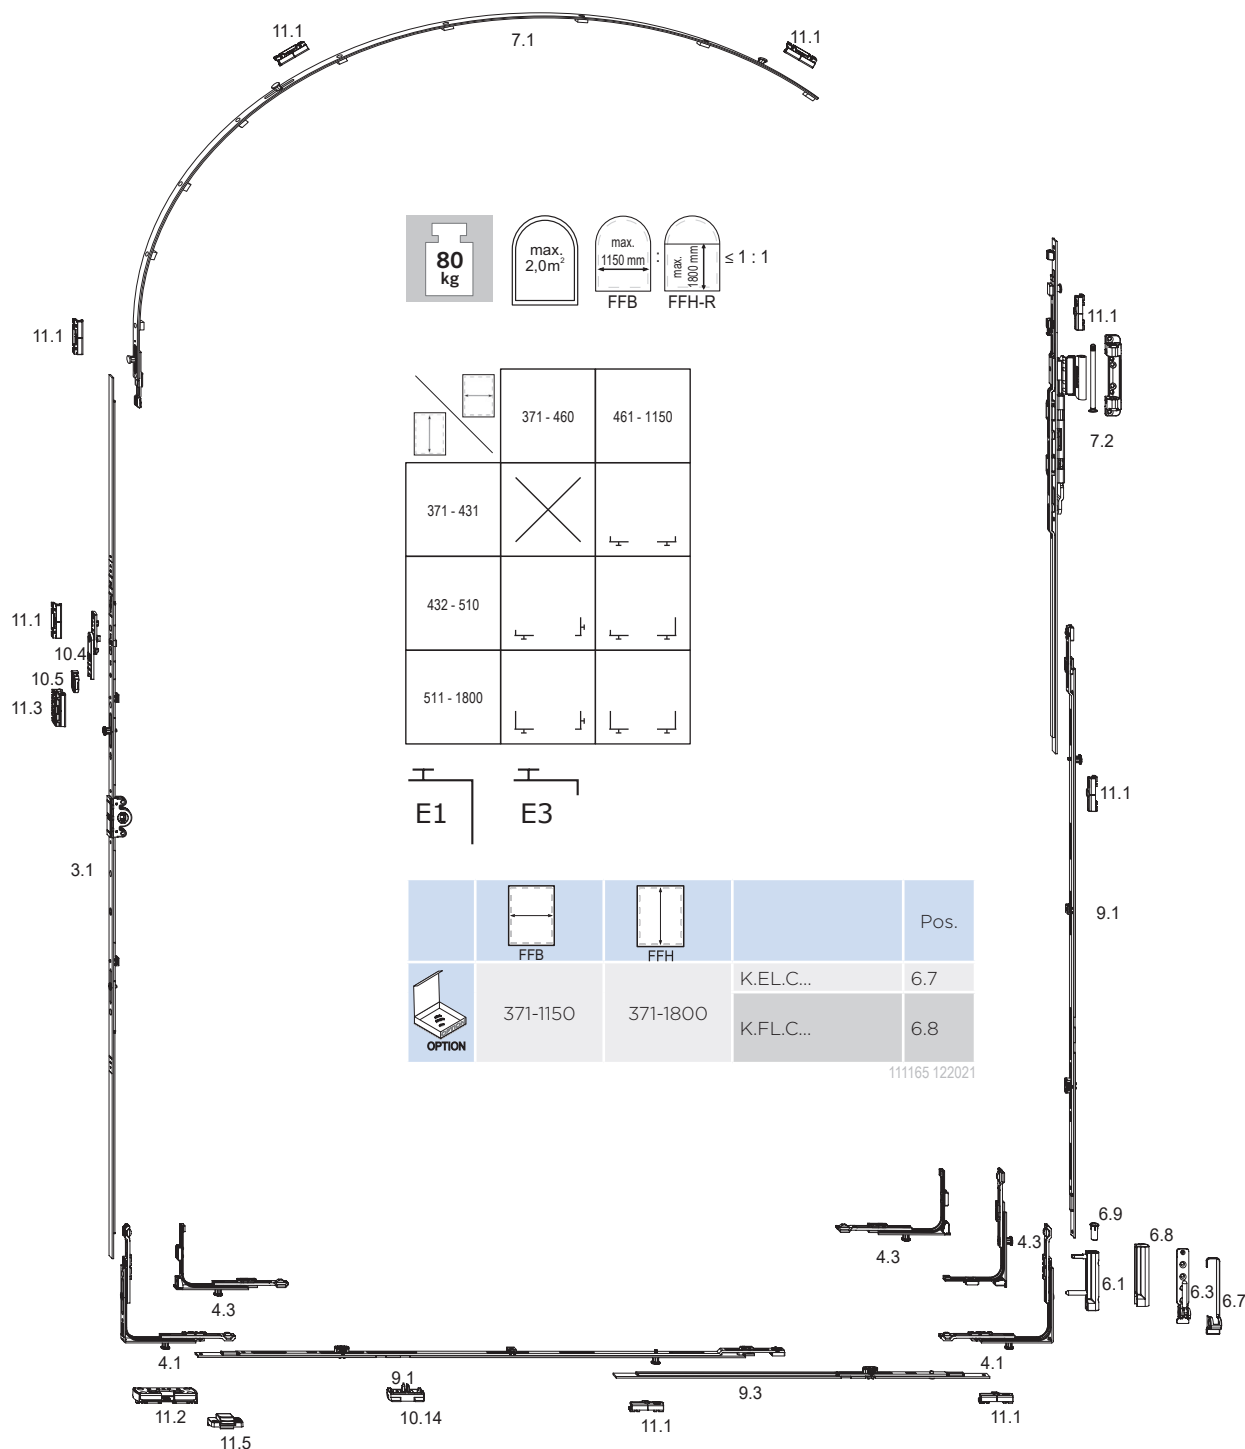 11.1
7.1
11.1
80
kg
max.
2,0m²
max.
1150 mm
FFB
:
max.
1800 mm
FFH-R
≤ 1 : 1
11.1
11.1
7.2
371 - 460
461 - 1150
371 - 431
432 - 510
511 - 1800
11.1
10.4
10.5
11.3
11.1
E1
E3
3.1
9.1
FFB
FFH
Pos.
OPTION
371-1150
371-1800
K.EL.C...
6.7
K.FL.C...
6.8
111165 122021
6.9
6.8
4.3
4.3
6.1
6.3
6.7
4.3
4.1
4.1
9.1
9.3
11.2
10.14
11.1
11.1
11.5